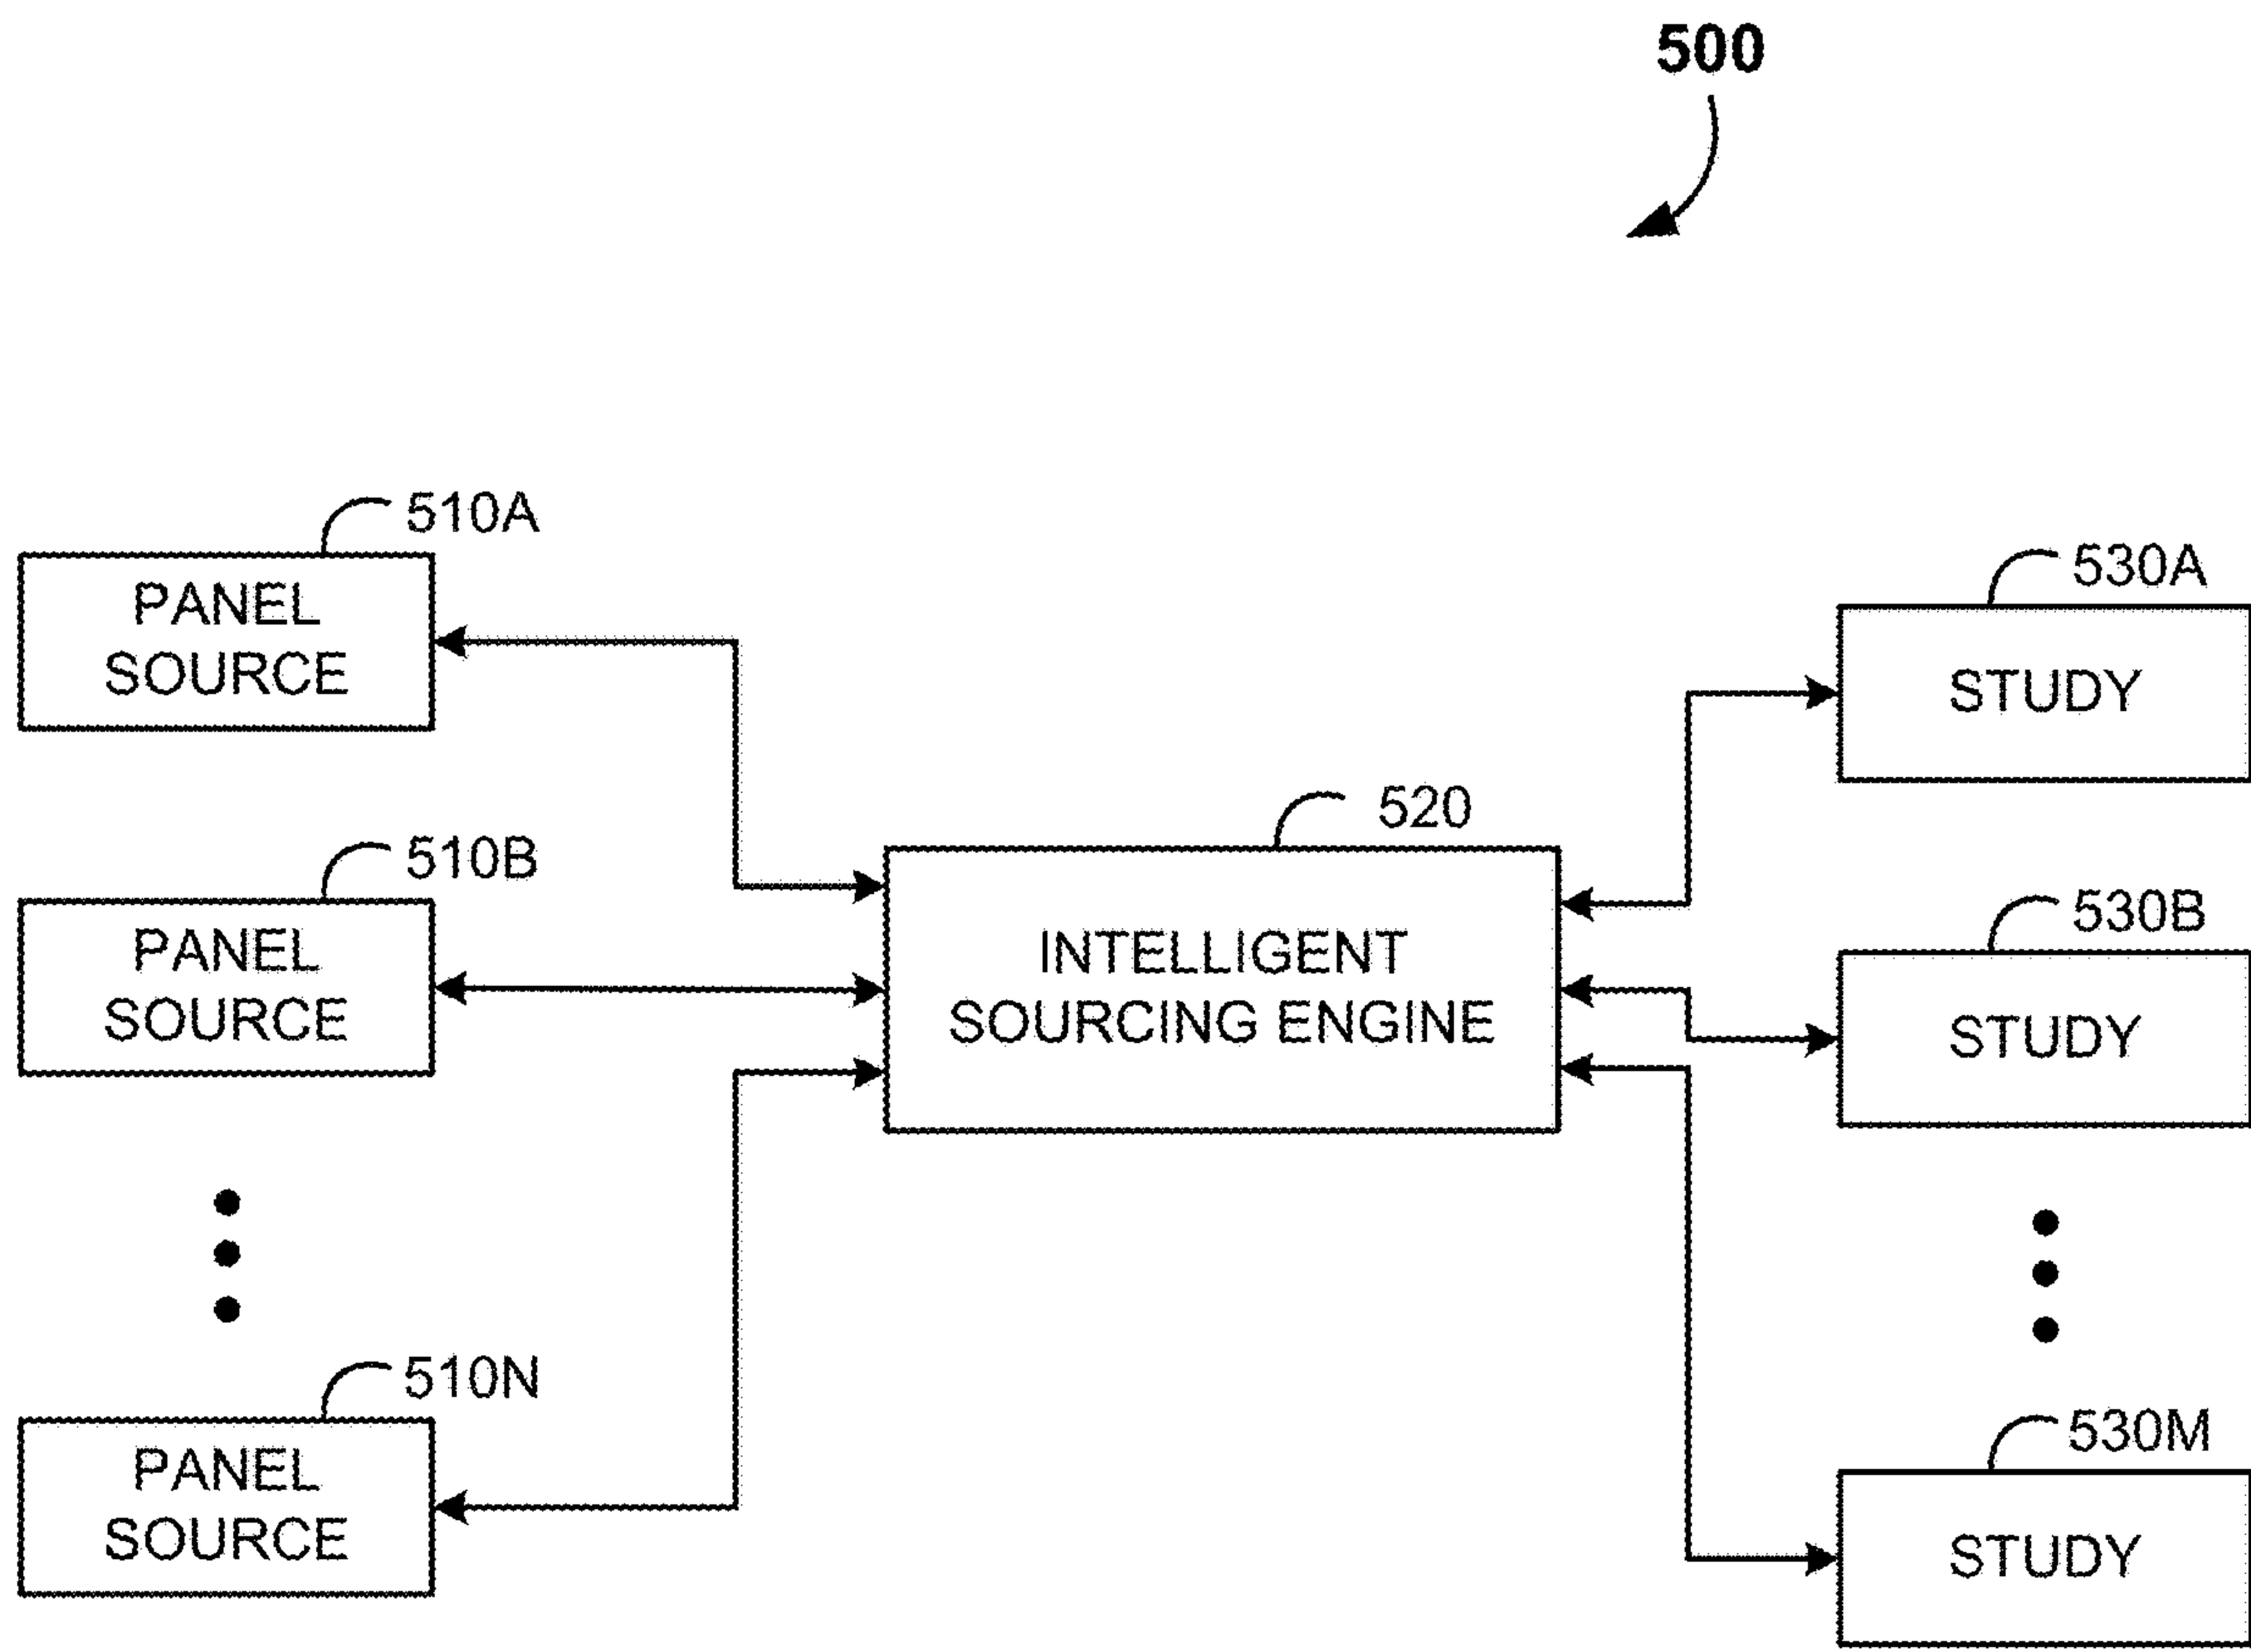 500
510A
PANEL
SOURCE
510B
PANEL
SOURCE
510N
PANEL
SOURCE
520
INTELLIGENT
SOURCING ENGINE
530A
STUDY
530B
STUDY
530M
STUDY